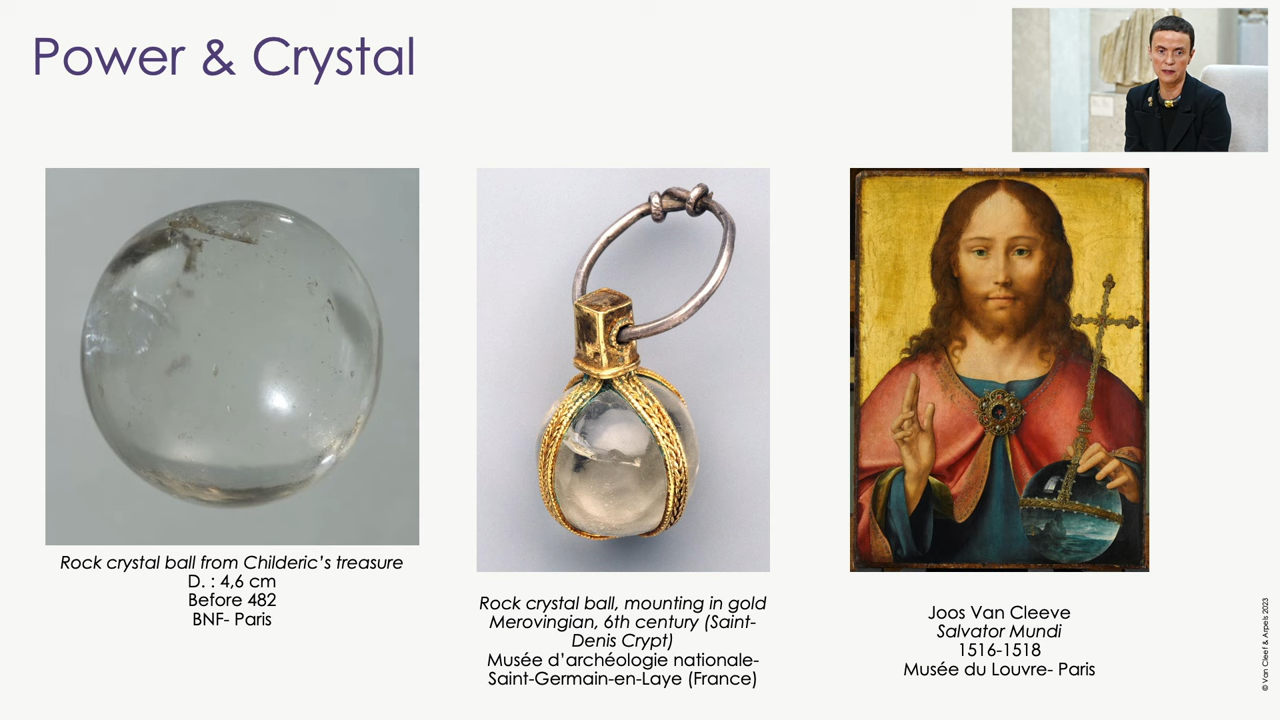 Power & Crystal
Rock crystal ball from Childeric’s treasure
D. : 4,6 cm
Before 482
BNF- Paris
Rock crystal ball, mounting in gold
Merovingian, 6th century (Saint-
Denis Crypt)
Musée d’archéologie nationale-
Saint-Germain-en-Laye (France)
Joos Van Cleeve
Salvator Mundi
1516-1518
Musée du Louvre- Paris
© Van Cleef & Arpels 2023